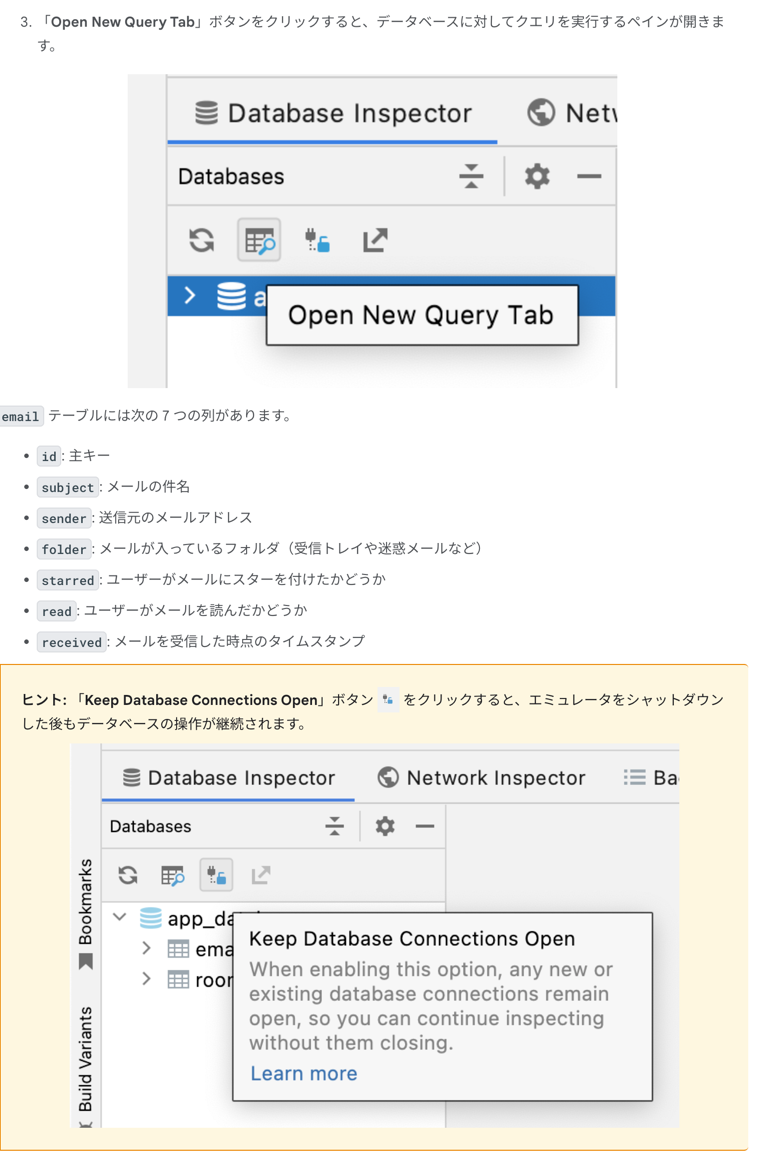 3. 「Open New Query Tab」ボタンをクリックすると、データベースに対してクエリを実行するペインが開きま
す。
Database Inspector
Databases
Open New Query Tab
email テーブルには次の 7 つの列があります。
• id: 主キー
• subject: メールの件名
• sender: 送信元のメールアドレス
• folder: メールが入っているフォルダ（受信トレイや迷惑メールなど）
• starred: ユーザーがメールにスターを付けたかどうか
• read: ユーザーがメールを読んだかどうか
• received: メールを受信した時点のタイムスタンプ
ヒント: 「Keep Database Connections Open」ボタン をクリックすると、エミュレータをシャットダウン
した後もデータベースの操作が継続されます。
Database Inspector Network Inspector Ba
Databases
Bookmarks
Build Variants
app_da
ema
roor
Keep Database Connections Open
When enabling this option, any new or
existing database connections remain
open, so you can continue inspecting
without them closing.
Learn more